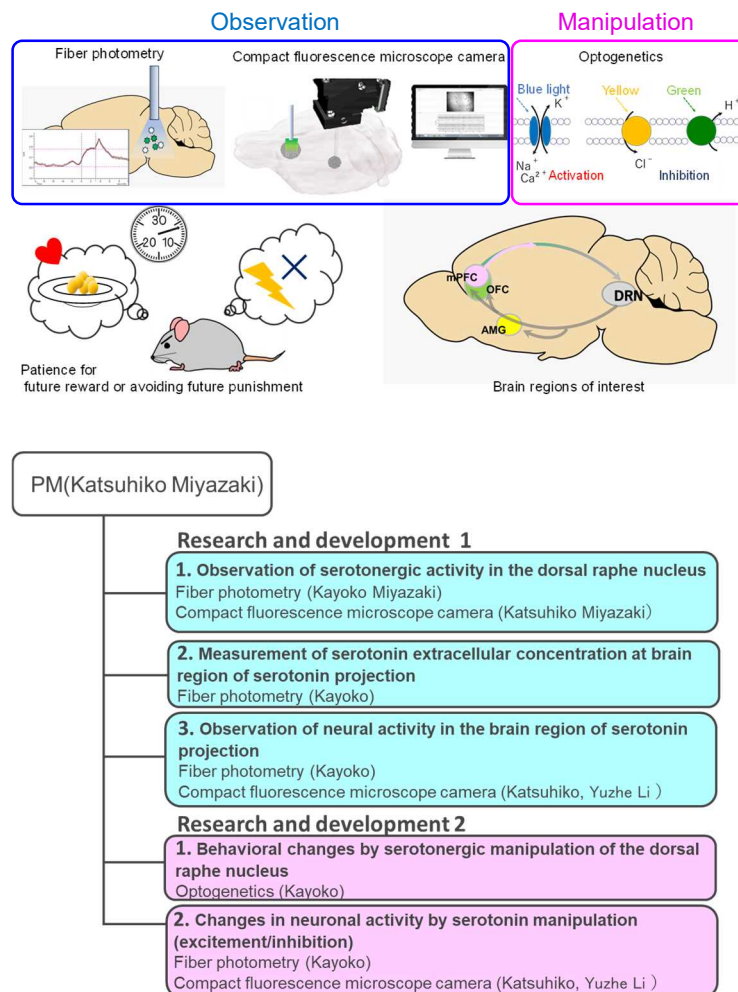 Observation
Manipulation
Fiber photometry
Compact fluorescence microscope camera
Optogenetics
Blue light
K⁺
Yellow
Green
H⁺
Na⁺
Ca²⁺
Activation
Cl⁻
Inhibition
30
20 10
mPFC
OFC
DRN
AMG
Patience for
future reward or avoiding future punishment
Brain regions of interest
PM(Katsuhiko Miyazaki)
Research and development 1
1. Observation of serotonergic activity in the dorsal raphe nucleus
Fiber photometry (Kayoko Miyazaki)
Compact fluorescence microscope camera (Katsuhiko Miyazaki)
2. Measurement of serotonin extracellular concentration at brain
region of serotonin projection
Fiber photometry (Kayoko)
3. Observation of neural activity in the brain region of serotonin
projection
Fiber photometry (Kayoko)
Compact fluorescence microscope camera (Katsuhiko, Yuzhe Li )
Research and development 2
1. Behavioral changes by serotonergic manipulation of the dorsal
raphe nucleus
Optogenetics (Kayoko)
2. Changes in neuronal activity by serotonin manipulation
(excitement/inhibition)
Fiber photometry (Kayoko)
Compact fluorescence microscope camera (Katsuhiko, Yuzhe Li )